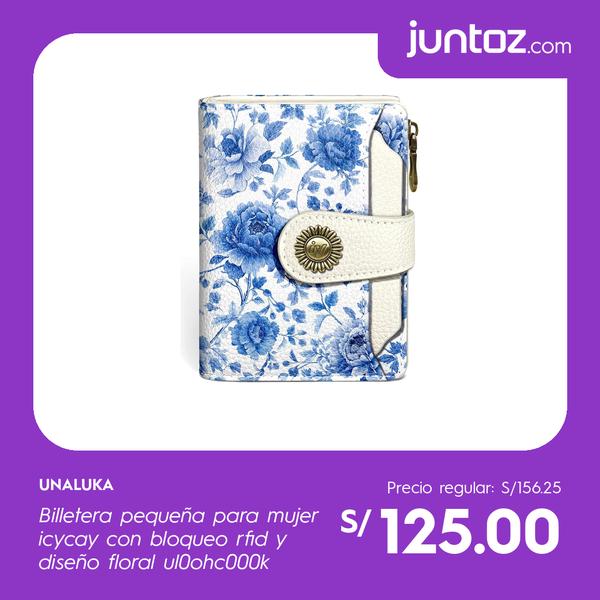 juntoz.com
UNALUKA
Billetera pequeña para mujer
icycay con bloqueo rfid y
diseño floral ul0ohc000k
Precio regular: S/156.25
S/125.00